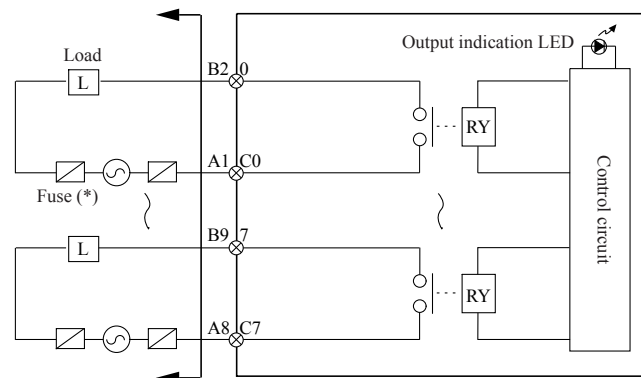 Output indication LED
Load
L
B2 0
RY
A1 C0
Fuse (*)
Control circuit
L
B9 7
RY
A8 C7